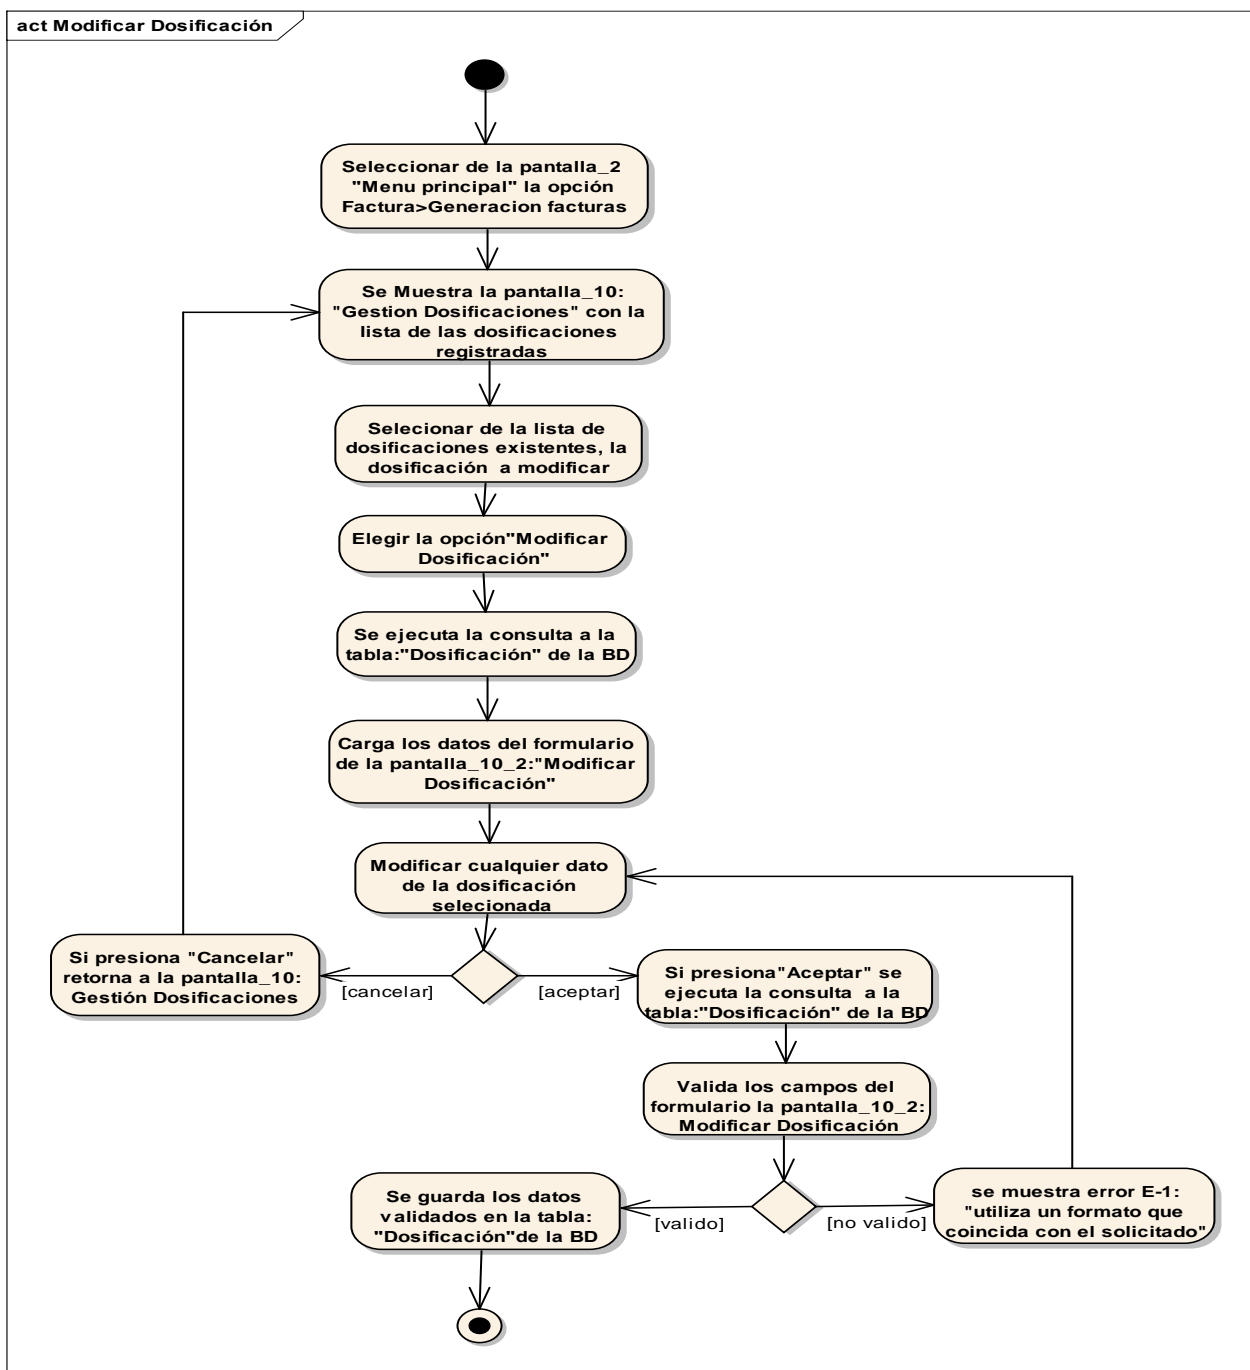 act Modificar Dosificación
Seleccionar de la pantalla_2
"Menu principal" la opción
Factura>Generacion facturas
Se Muestra la pantalla_10:
"Gestion Dosificaciones" con la
lista de las dosificaciones
registradas
Selecionar de la lista de
dosificaciones existentes, la
dosificación a modificar
Elegir la opción"Modificar
Dosificación"
Se ejecuta la consulta a la
tabla:"Dosificación" de la BD
Carga los datos del formulario
de la pantalla_10_2:"Modificar
Dosificación"
Modificar cualquier dato
de la dosificación
selecionada
Si presiona "Cancelar"
retorna a la pantalla_10:
Gestión Dosificaciones
[cancelar]
[aceptar]
Si presiona"Aceptar" se
ejecuta la consulta a la
tabla:"Dosificación" de la BD
Valida los campos del
formulario la pantalla_10_2:
Modificar Dosificación
Se guarda los datos
validados en la tabla:
"Dosificación"de la BD
[valido]
[no valido]
se muestra error E-1:
"utiliza un formato que
coincida con el solicitado"